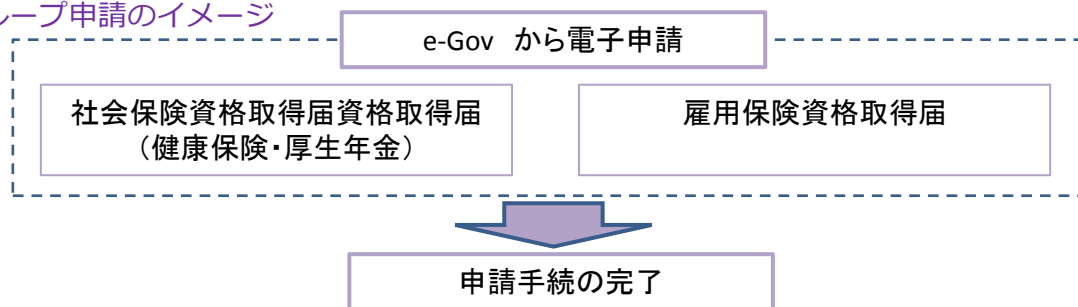 ループ申請のイメージ
e-Gov から電子申請
社会保険資格取得届資格取得届
（健康保険・厚生年金）
雇用保険資格取得届
申請手続の完了